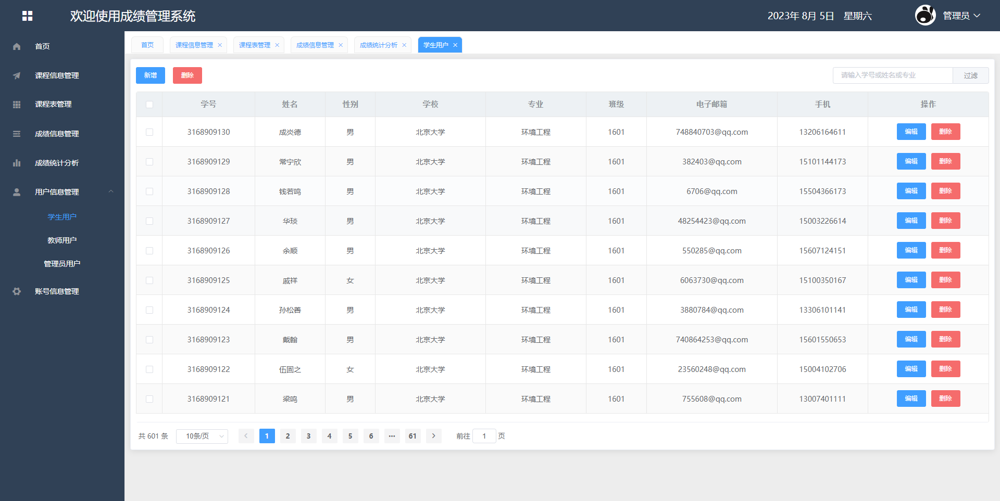 欢迎使用成绩管理系统
2023年 8月 5日 星期六
管理员
首页
课程信息管理
课程表管理
成绩信息管理
成绩统计分析
用户信息管理
学生用户
教师用户
管理员用户
账号信息管理
首页 课程信息管理 课程表管理 成绩信息管理 成绩统计分析 学生用户
新增 删除 请输入学号或姓名或专业 过滤
学号 姓名 性别 学校 专业 班级 电子邮箱 手机 操作
3168909130 成炎德 男 北京大学 环境工程 1601 748840703@qq.com 13206164611 编辑 删除
3168909129 常宁欣 男 北京大学 环境工程 1601 382403@qq.com 15101144173 编辑 删除
3168909128 钱若鸣 男 北京大学 环境工程 1601 6706@qq.com 15504366173 编辑 删除
3168909127 华琰 男 北京大学 环境工程 1601 48254423@qq.com 15003226614 编辑 删除
3168909126 余顺 男 北京大学 环境工程 1601 550285@qq.com 15607124151 编辑 删除
3168909125 戚祥 女 北京大学 环境工程 1601 6063730@qq.com 15100350167 编辑 删除
3168909124 孙松善 男 北京大学 环境工程 1601 3880784@qq.com 13306101141 编辑 删除
3168909123 戴翰 男 北京大学 环境工程 1601 740864253@qq.com 15601550653 编辑 删除
3168909122 伍固之 女 北京大学 环境工程 1601 23560248@qq.com 15004102706 编辑 删除
3168909121 梁鸣 男 北京大学 环境工程 1601 755608@qq.com 13007401111 编辑 删除
共 601 条 10条/页 1 2 3 4 5 6 ··· 61 前往 1 页